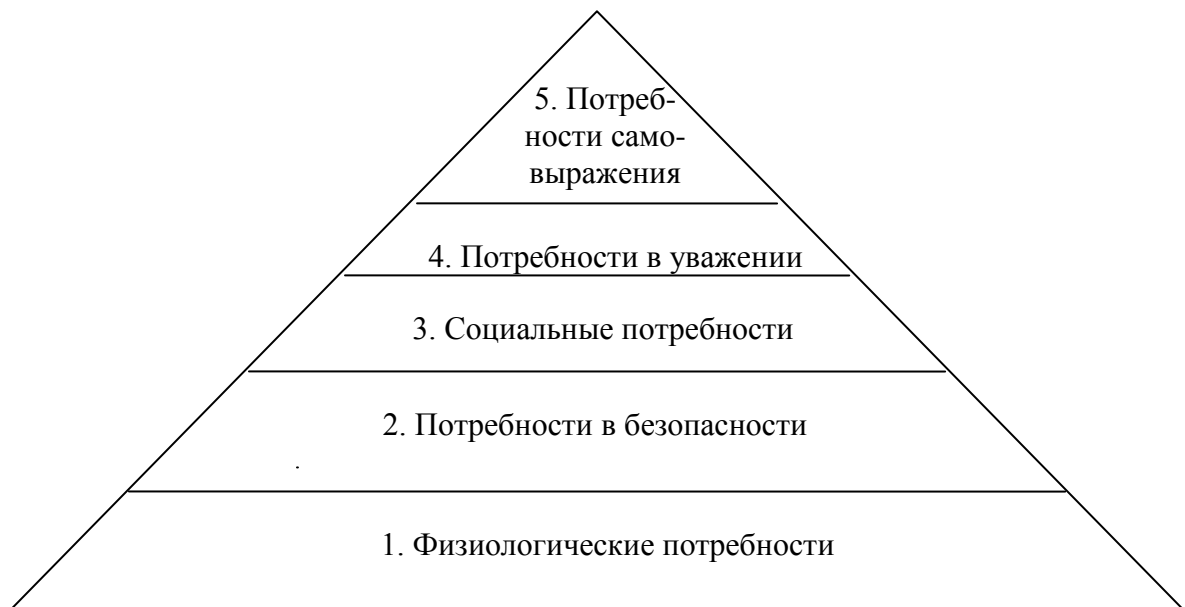 5. Потреб-
ности само-
выражения
4. Потребности в уважении
3. Социальные потребности
2. Потребности в безопасности
1. Физиологические потребности